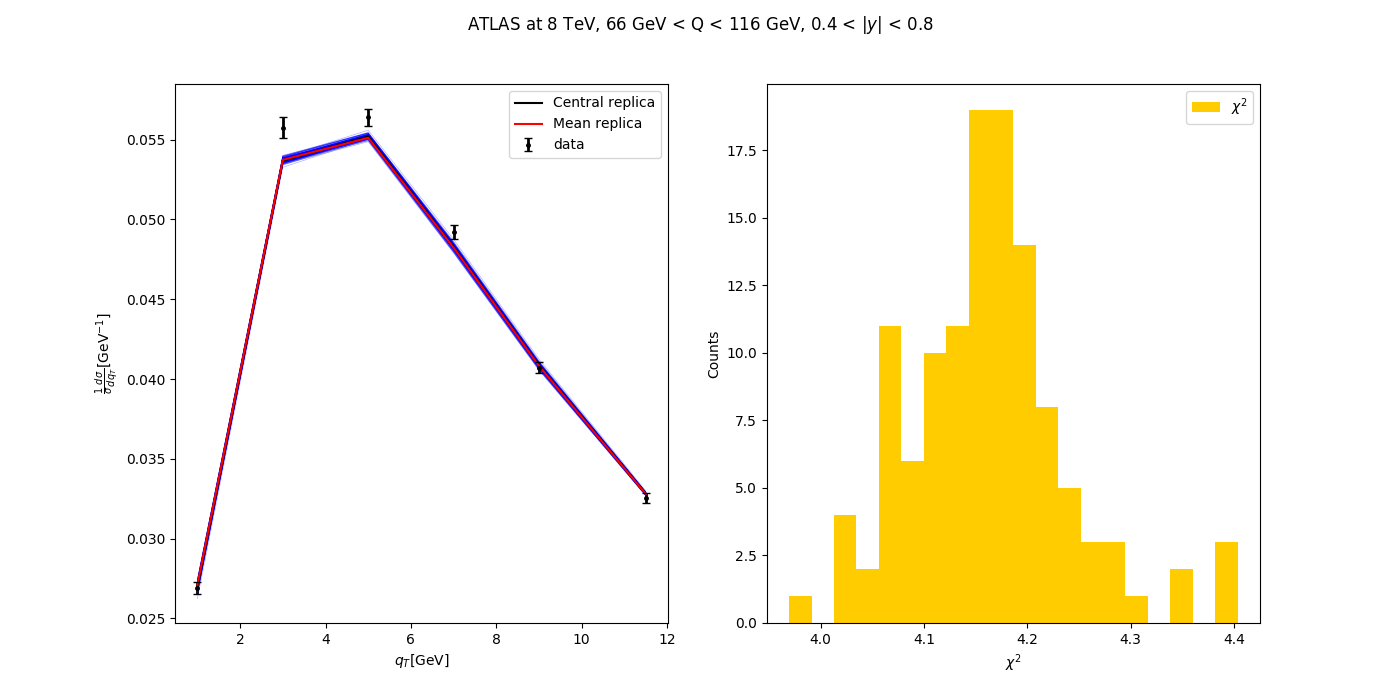 ATLAS at 8 TeV, 66 GeV < Q < 116 GeV, 0.4 < |y| < 0.8
Central replica
Mean replica
data
0.055
0.050
0.045
0.040
0.035
0.030
0.025
1/σ dσ/dq_T [GeV⁻¹]
2 4 6 8 10 12
q_T [GeV]
χ²
17.5
15.0
12.5
10.0
7.5
5.0
2.5
0.0
Counts
4.0 4.1 4.2 4.3 4.4
χ²